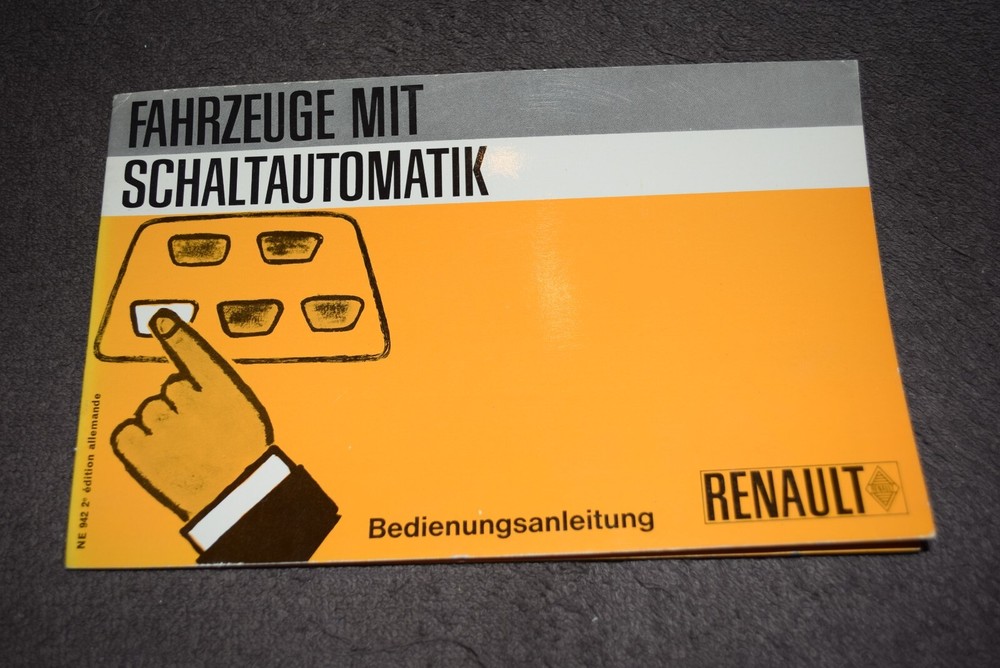 FAHRZEUGE MIT
SCHALTAUTOMATIK
NE 942 2e édition allemande
Bedienungsanleitung
RENAULT